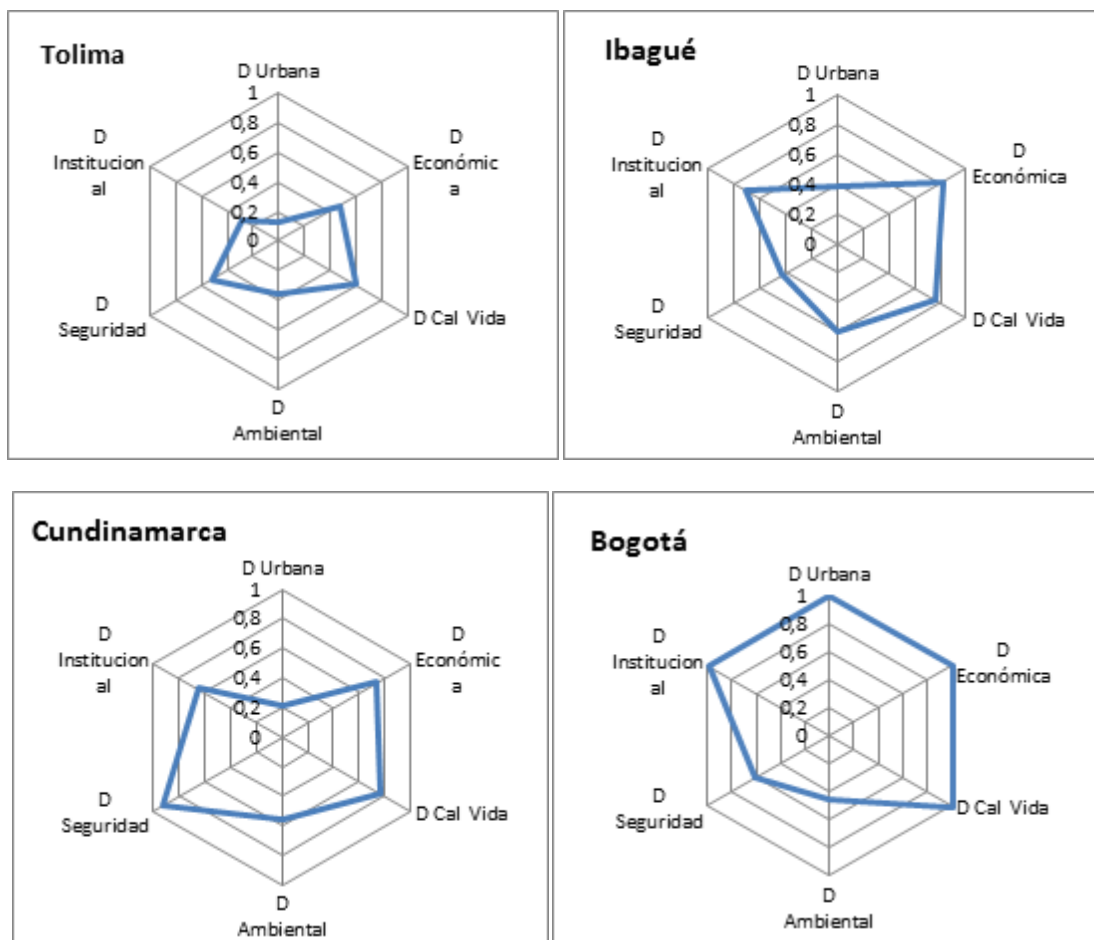 Tolima
D Urbana
1
0,8
0,6
0,4
0,2
0
D
Económic
a
D Cal Vida
D
Ambiental
D
Seguridad
D
Institucion
al
Ibagué
D Urbana
1
0,8
0,6
0,4
0,2
0
D
Económica
D Cal Vida
D
Ambiental
D
Seguridad
D
Institucion
al
Cundinamarca
D Urbana
1
0,8
0,6
0,4
0,2
0
D
Económic
a
D Cal Vida
D
Ambiental
D
Seguridad
D
Institucion
al
Bogotá
D Urbana
1
0,8
0,6
0,4
0,2
0
D
Económica
D Cal Vida
D
Ambiental
D
Seguridad
D
Institucion
al